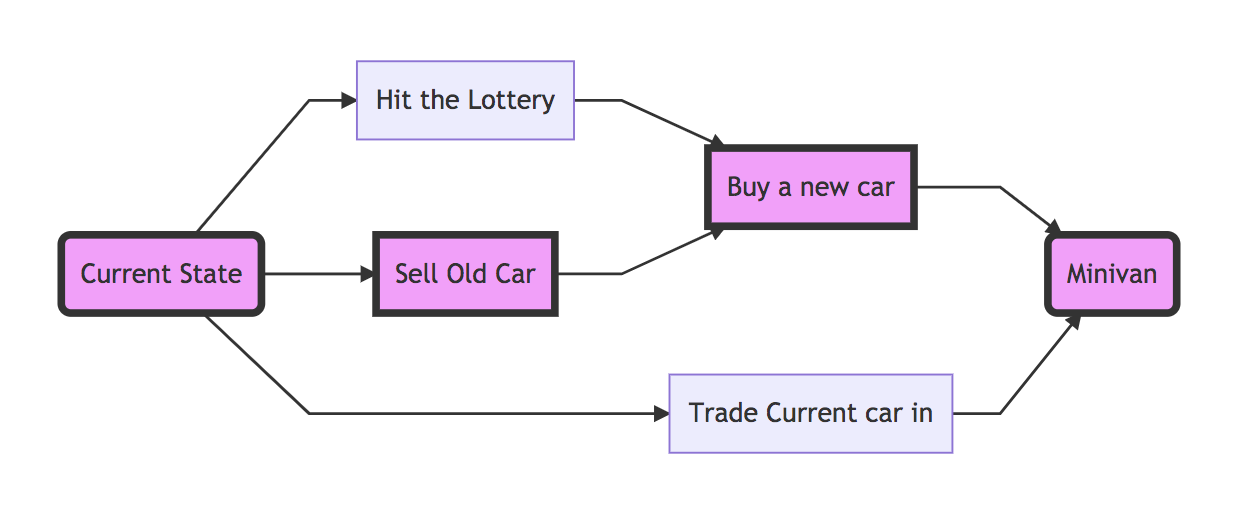 Hit the Lottery
Buy a new car
Current State
Sell Old Car
Minivan
Trade Current car in